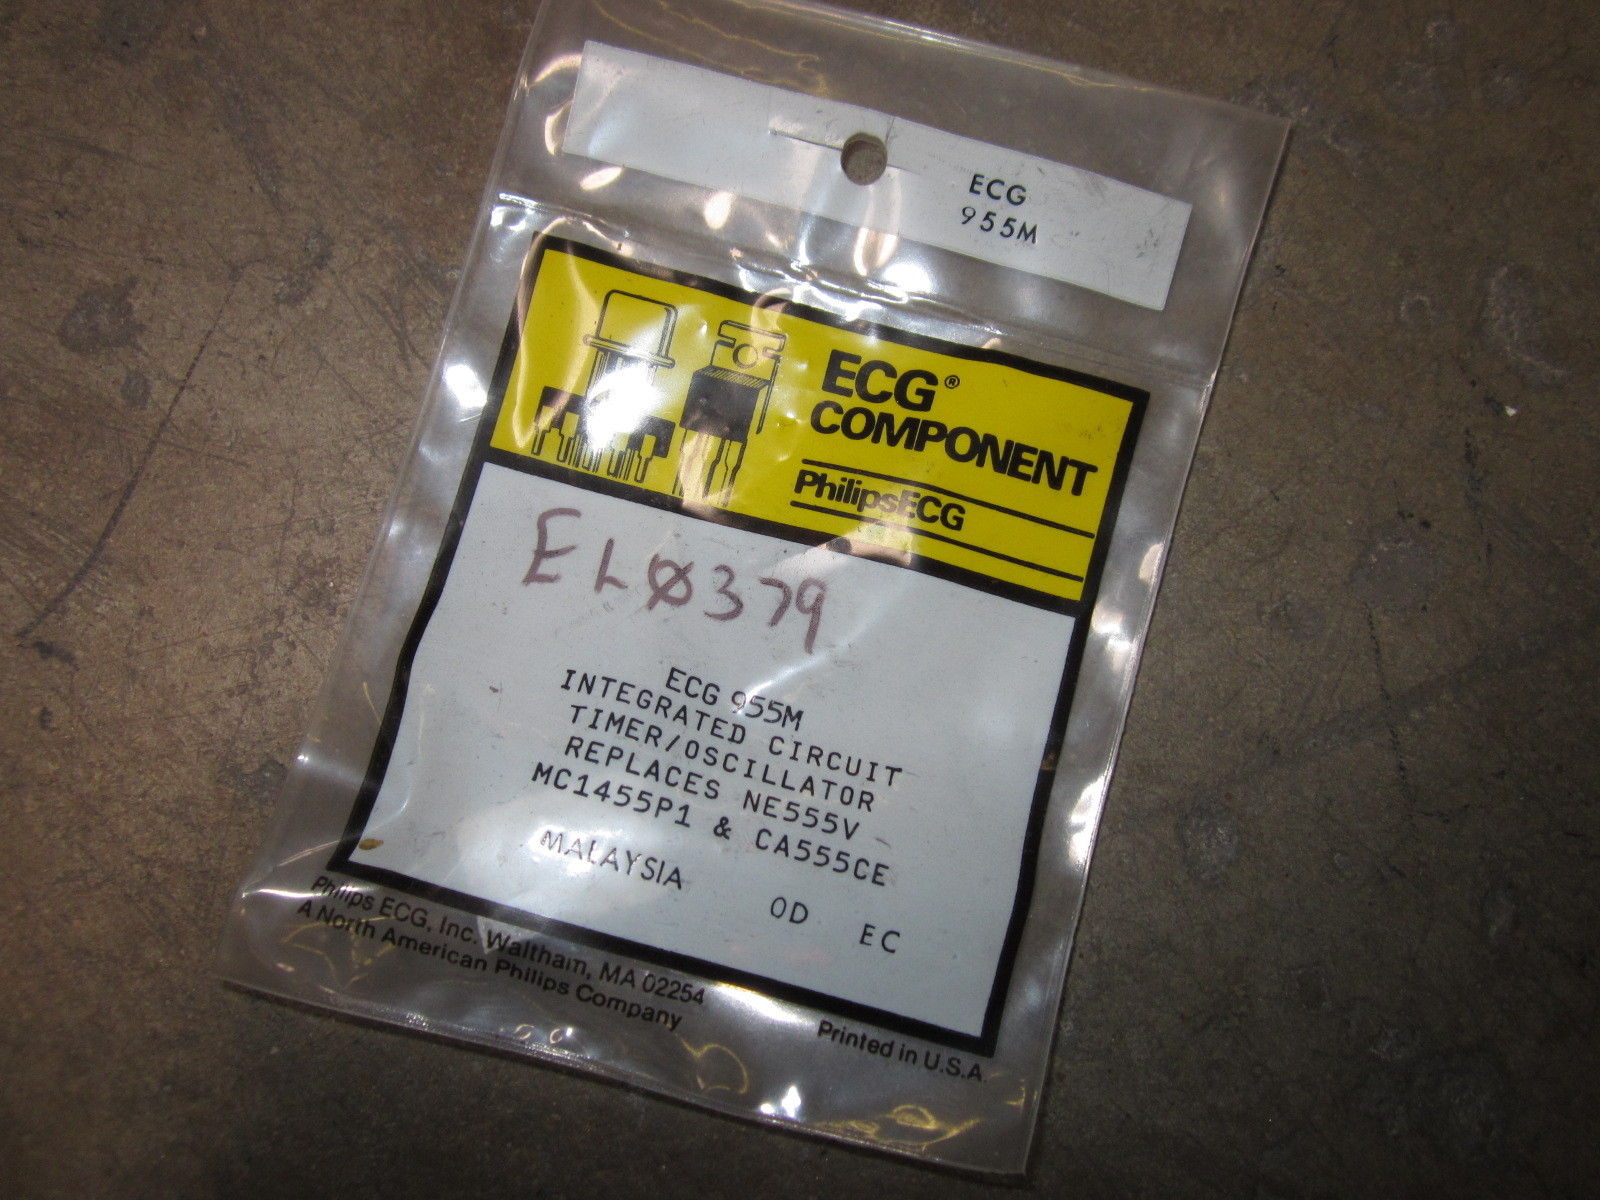 ECG
955M
ECG®
COMPONENT
PhilipsECG
ELØ379
ECG 955M
INTEGRATED CIRCUIT
TIMER/OSCILLATOR
REPLACES NE555V
MC1455P1 & CA555CE
MALAYSIA OD EC
Philips ECG, Inc. Waltham, MA 02254
A North American Philips Company
Printed in U.S.A.